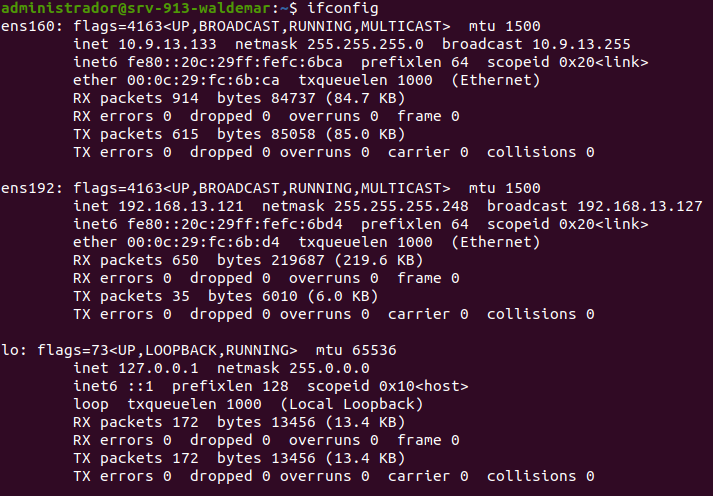 administrador@srv-913-waldemar:~$ ifconfig
ens160: flags=4163<UP,BROADCAST,RUNNING,MULTICAST>  mtu 1500
        inet 10.9.13.133  netmask 255.255.255.0  broadcast 10.9.13.255
        inet6 fe80::20c:29ff:fefc:6bca  prefixlen 64  scopeid 0x20<link>
        ether 00:0c:29:fc:6b:ca  txqueuelen 1000  (Ethernet)
        RX packets 914  bytes 84737 (84.7 KB)
        RX errors 0  dropped 0  overruns 0  frame 0
        TX packets 615  bytes 85058 (85.0 KB)
        TX errors 0  dropped 0 overruns 0  carrier 0  collisions 0

ens192: flags=4163<UP,BROADCAST,RUNNING,MULTICAST>  mtu 1500
        inet 192.168.13.121  netmask 255.255.255.248  broadcast 192.168.13.127
        inet6 fe80::20c:29ff:fefc:6bd4  prefixlen 64  scopeid 0x20<link>
        ether 00:0c:29:fc:6b:d4  txqueuelen 1000  (Ethernet)
        RX packets 650  bytes 219687 (219.6 KB)
        RX errors 0  dropped 0  overruns 0  frame 0
        TX packets 35  bytes 6010 (6.0 KB)
        TX errors 0  dropped 0 overruns 0  carrier 0  collisions 0

lo: flags=73<UP,LOOPBACK,RUNNING>  mtu 65536
        inet 127.0.0.1  netmask 255.0.0.0
        inet6 ::1  prefixlen 128  scopeid 0x10<host>
        loop  txqueuelen 1000  (Local Loopback)
        RX packets 172  bytes 13456 (13.4 KB)
        RX errors 0  dropped 0  overruns 0  frame 0
        TX packets 172  bytes 13456 (13.4 KB)
        TX errors 0  dropped 0 overruns 0  carrier 0  collisions 0